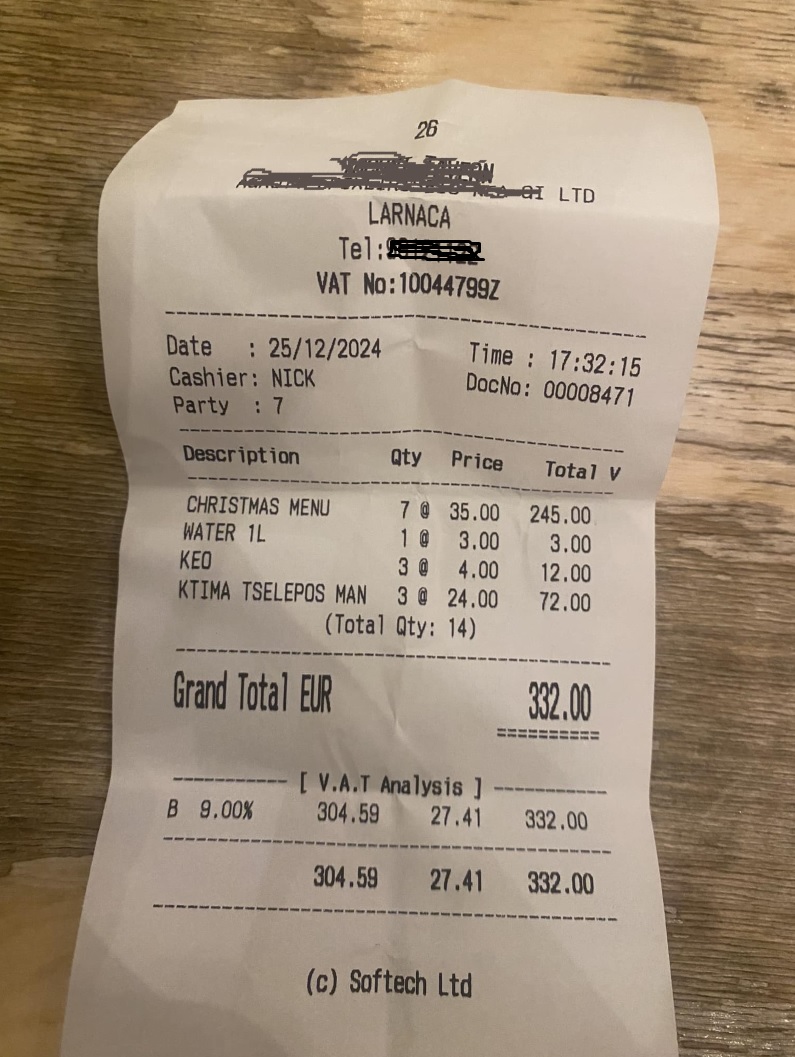 26
LTD
LARNACA
Tel:
VAT No:10044799Z
Date : 25/12/2024 Time : 17:32:15
Cashier: NICK DocNo: 00008471
Party : 7
Description Qty Price Total V
CHRISTMAS MENU 7 @ 35.00 245.00
WATER 1L 1 @ 3.00 3.00
KEO 3 @ 4.00 12.00
KTIMA TSELEPOS MAN 3 @ 24.00 72.00
(Total Qty: 14)
Grand Total EUR 332.00
==========
[ V.A.T Analysis ]
B 9.00% 304.59 27.41 332.00
304.59 27.41 332.00
(c) Softech Ltd